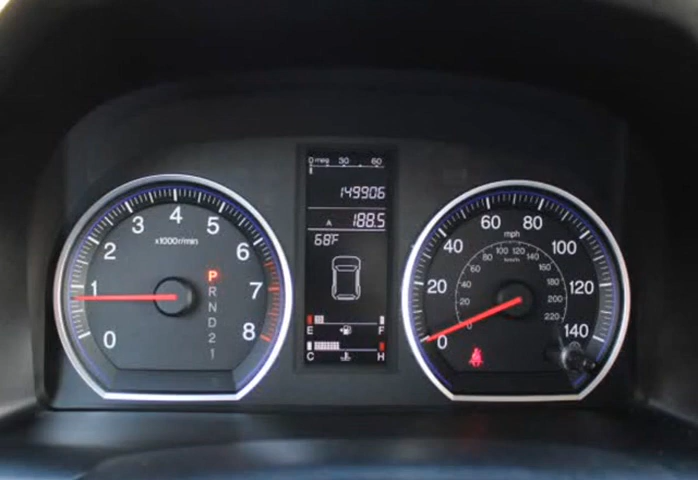 0 1 2 3 4 5 6 7 8
x1000r/min
P
R
N
D
2
1
0 mpg 30 60
149906
A 188.5
68°F
E F
C H
0 20 40 60 80 100 120 140
mph
0 20 40 60 80 100 120 140 160 200 220
km/h